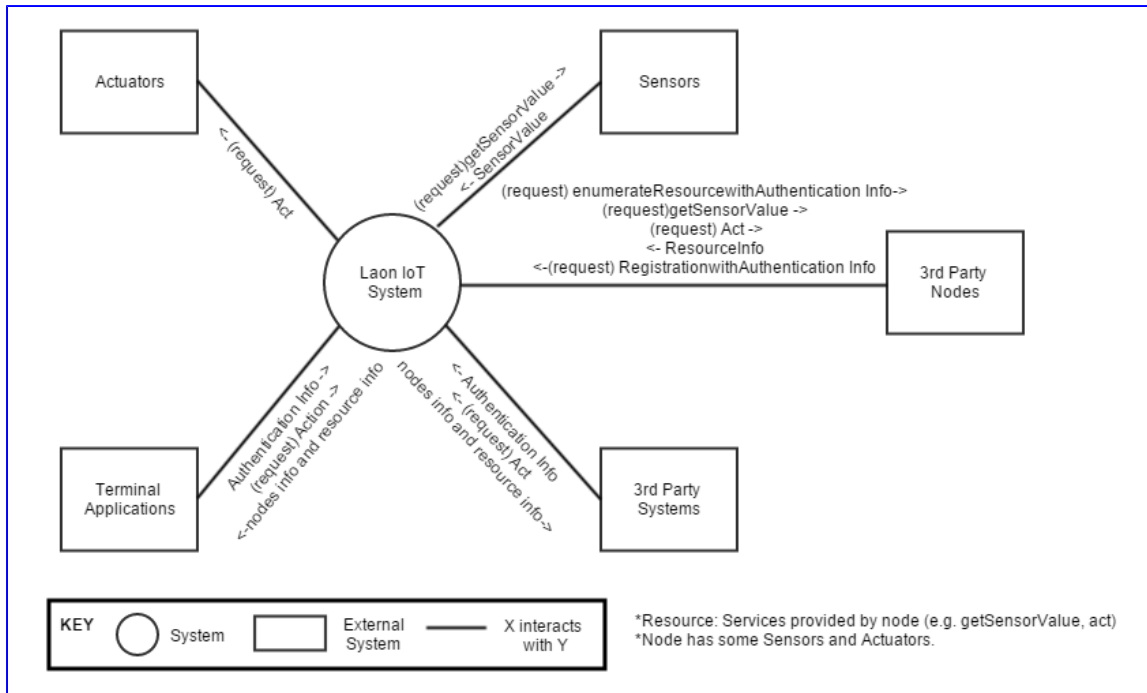 Actuators
Sensors
<- (request) Act
(request)getSensorValue ->
<- SensorValue
(request) enumerateResourcewithAuthentication Info->
(request)getSensorValue ->
(request) Act ->
<- ResourceInfo
<-(request) RegistrationwithAuthentication Info
Laon IoT
System
3rd Party
Nodes
Authentication Info ->
(request) Action ->
<-nodes info and resource info
<- Authentication Info
<- (request) Act
nodes info and resource info->
Terminal
Applications
3rd Party
Systems
KEY
System
External
System
X interacts
with Y
*Resource: Services provided by node (e.g. getSensorValue, act)
*Node has some Sensors and Actuators.